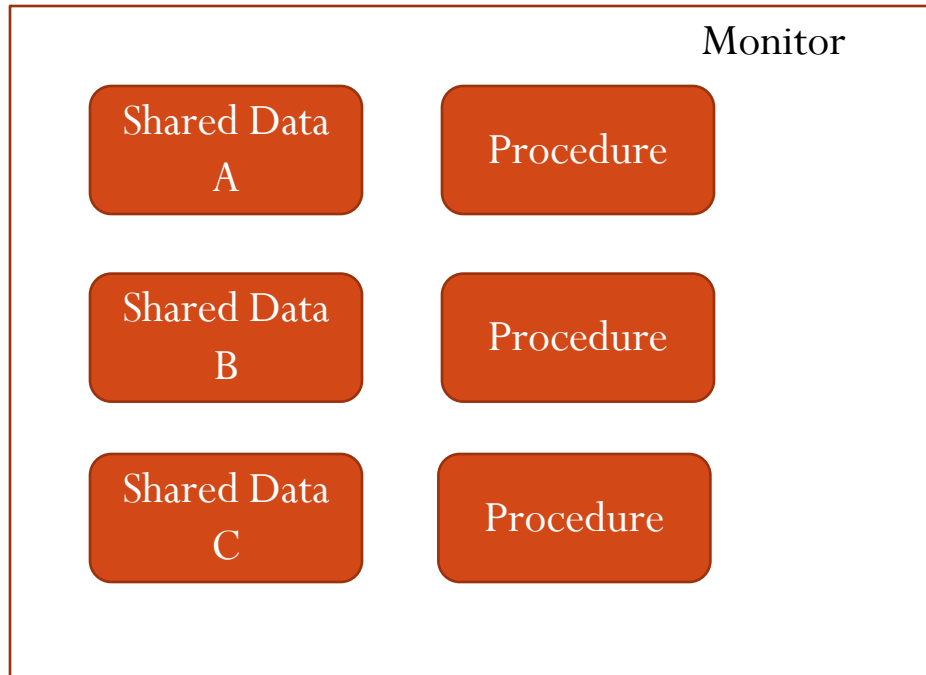 Monitor
Shared Data
A
Procedure
Shared Data
B
Procedure
Shared Data
C
Procedure